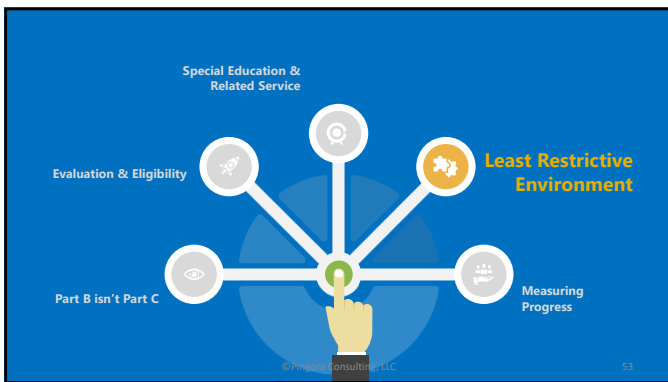 Special Education &
Related Service
Evaluation & Eligibility
Least Restrictive
Environment
Part B isn't Part C
Measuring
Progress
©Pingora Consulting, LLC
53